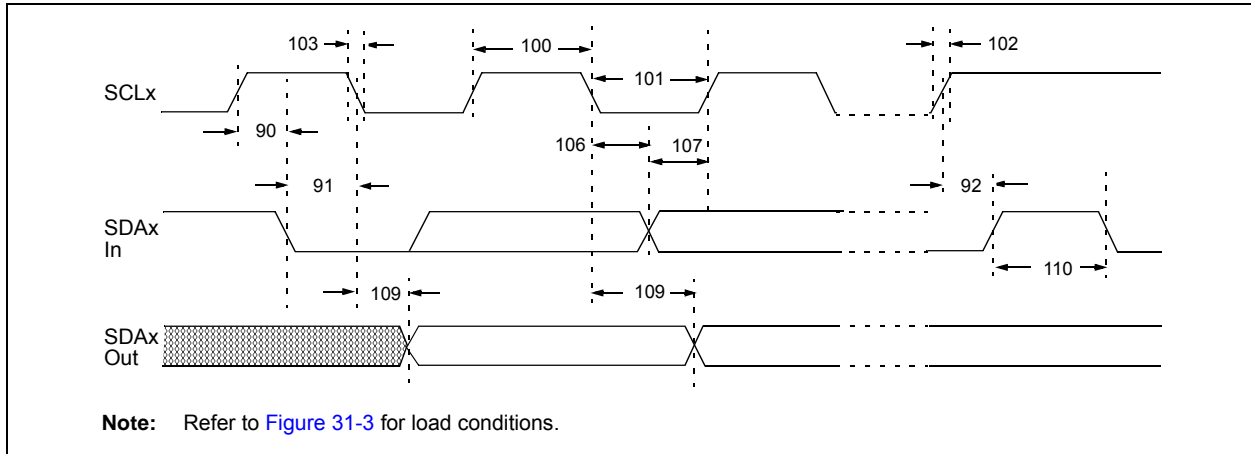 103
100
102
101
SCLx
90
106
107
91
92
SDAx
In
110
109
109
SDAx
Out
Note: Refer to Figure 31-3 for load conditions.